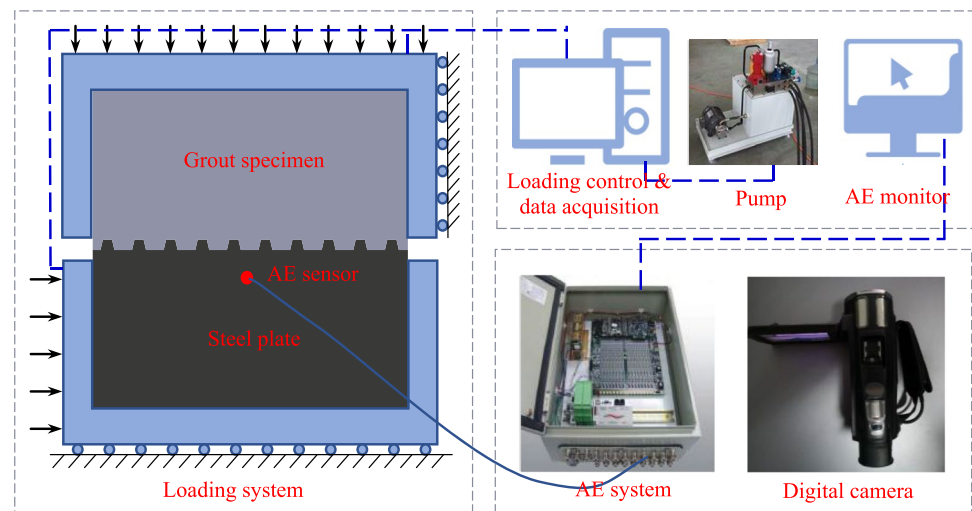 Grout specimen
AE sensor
Steel plate
Loading system
Loading control &
data acquisition
Pump
AE monitor
AE system
Digital camera